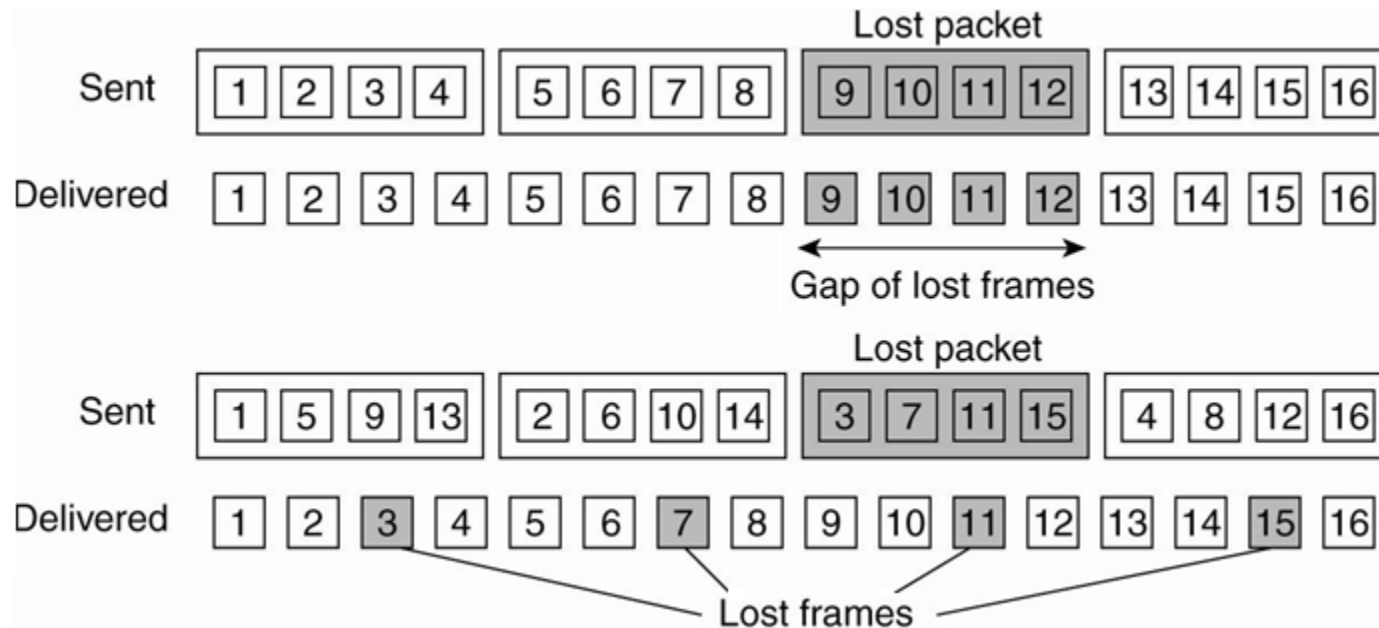 Lost packet
Sent 1 2 3 4 5 6 7 8 9 10 11 12 13 14 15 16
Delivered 1 2 3 4 5 6 7 8 9 10 11 12 13 14 15 16
Gap of lost frames
Lost packet
Sent 1 5 9 13 2 6 10 14 3 7 11 15 4 8 12 16
Delivered 1 2 3 4 5 6 7 8 9 10 11 12 13 14 15 16
Lost frames